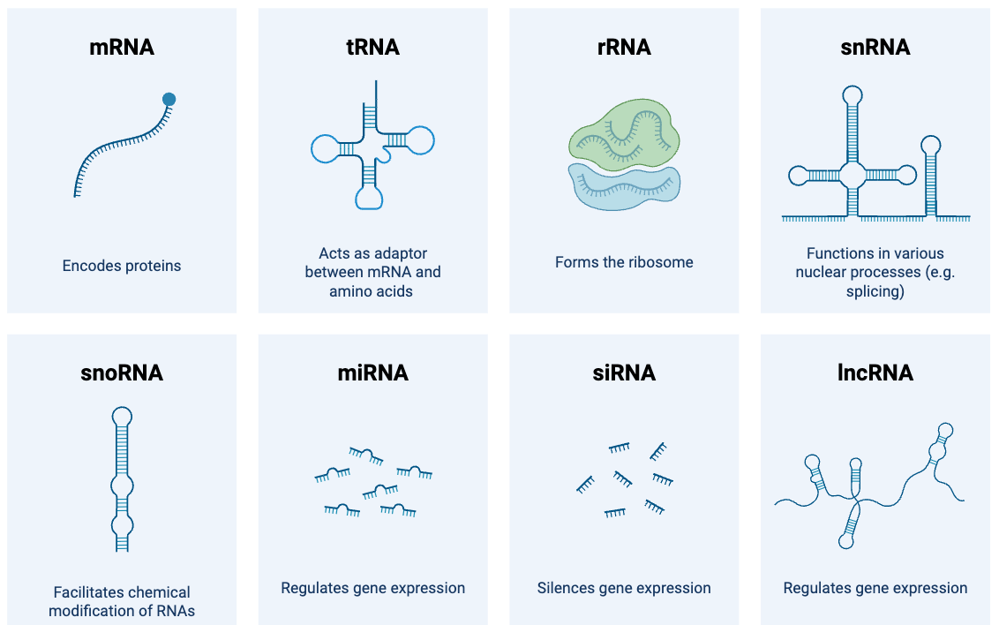 mRNA
Encodes proteins
tRNA
Acts as adaptor
between mRNA and
amino acids
rRNA
Forms the ribosome
snRNA
Functions in various
nuclear processes (e.g.
splicing)
snoRNA
Facilitates chemical
modification of RNAs
miRNA
Regulates gene expression
siRNA
Silences gene expression
lncRNA
Regulates gene expression